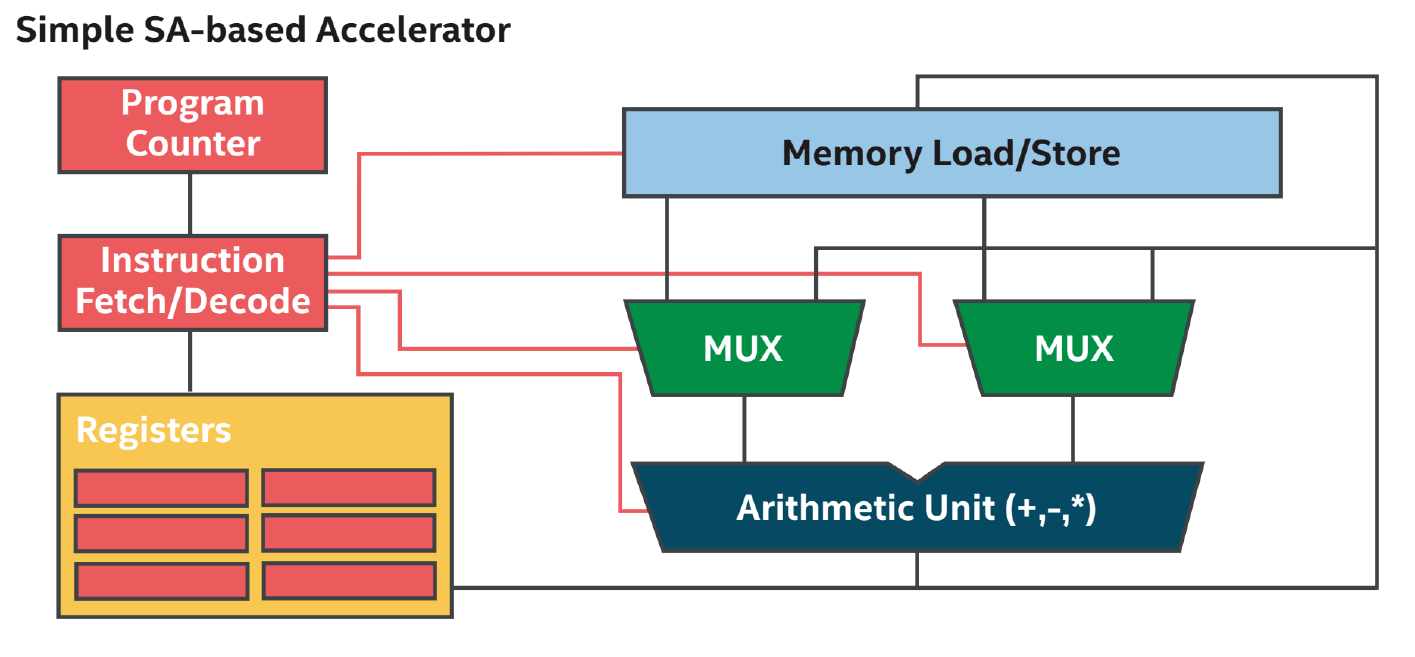 Simple SA-based Accelerator
Program
Counter
Memory Load/Store
Instruction
Fetch/Decode
MUX
MUX
Registers
Arithmetic Unit (+,-,*)